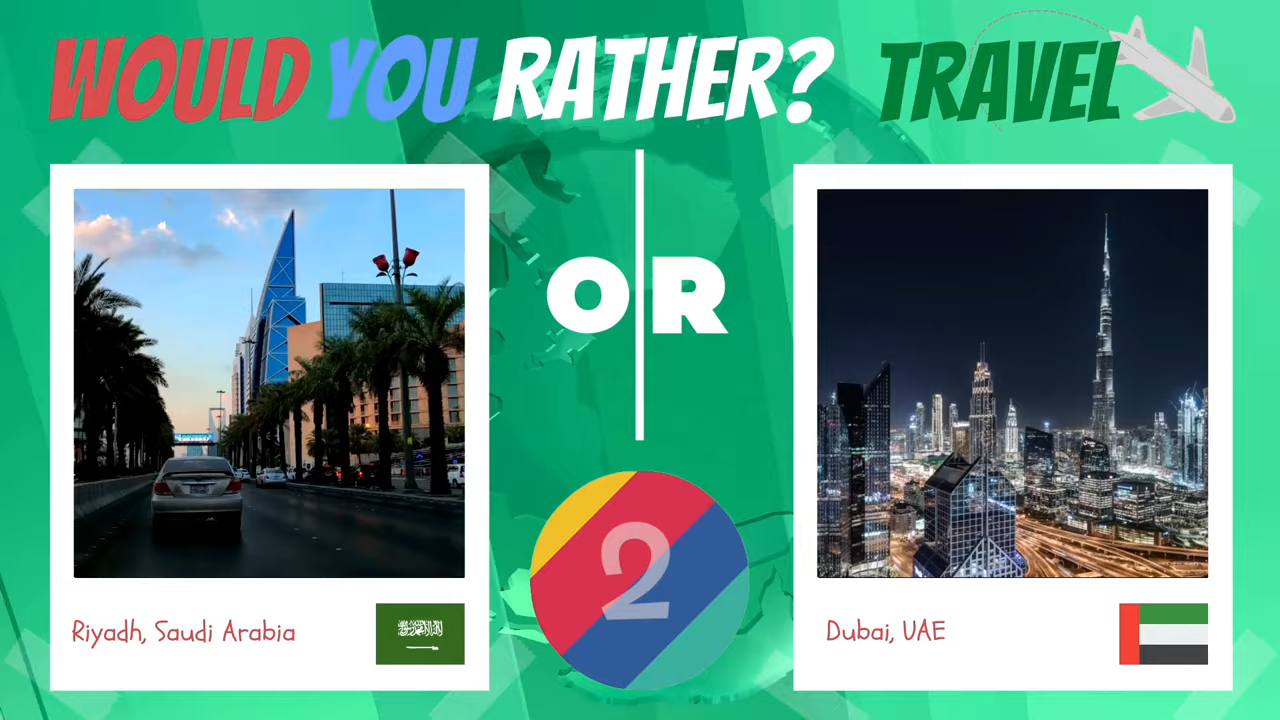 WOULD YOU RATHER? TRAVEL
OR
2
Riyadh, Saudi Arabia
Dubai, UAE